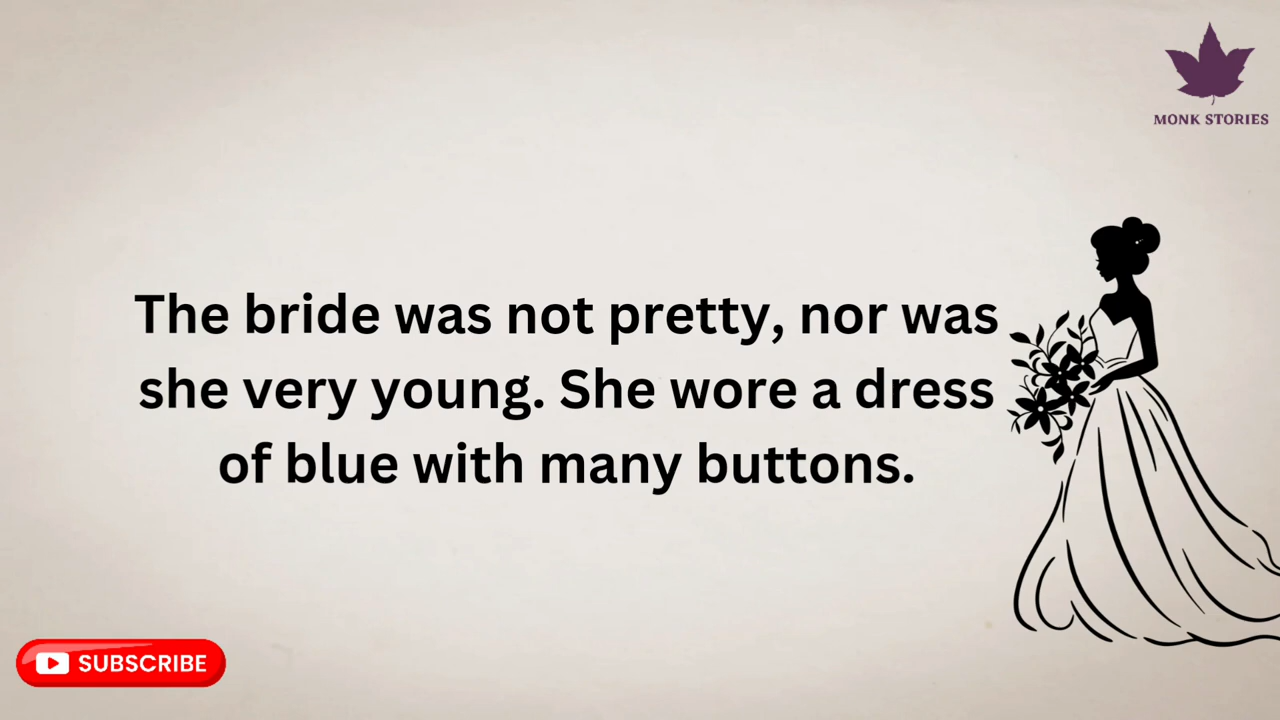 MONK STORIES
The bride was not pretty, nor was
she very young. She wore a dress
of blue with many buttons.
SUBSCRIBE